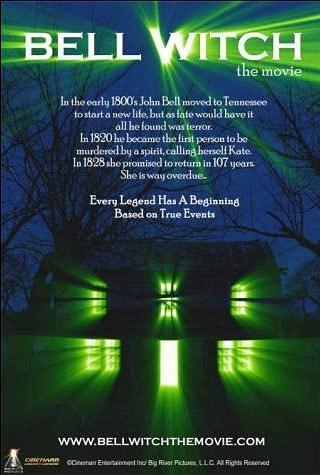 BELL WITCH
the movie
In the early 1800's John Bell moved to Tennessee
to start a new life, but as fate would have it
all he found was terror.
In 1820 he became the first person to be
murdered by a spirit, calling herself Kate.
In 1828 she promised to return in 107 years.
She is way overdue...
Every Legend Has A Beginning
Based on True Events
WWW.BELLWITCHTHEMOVIE.COM
CINEMARR
©Cinemarr Entertainment Inc/ Big River Pictures, L.L.C. All Rights Reserved